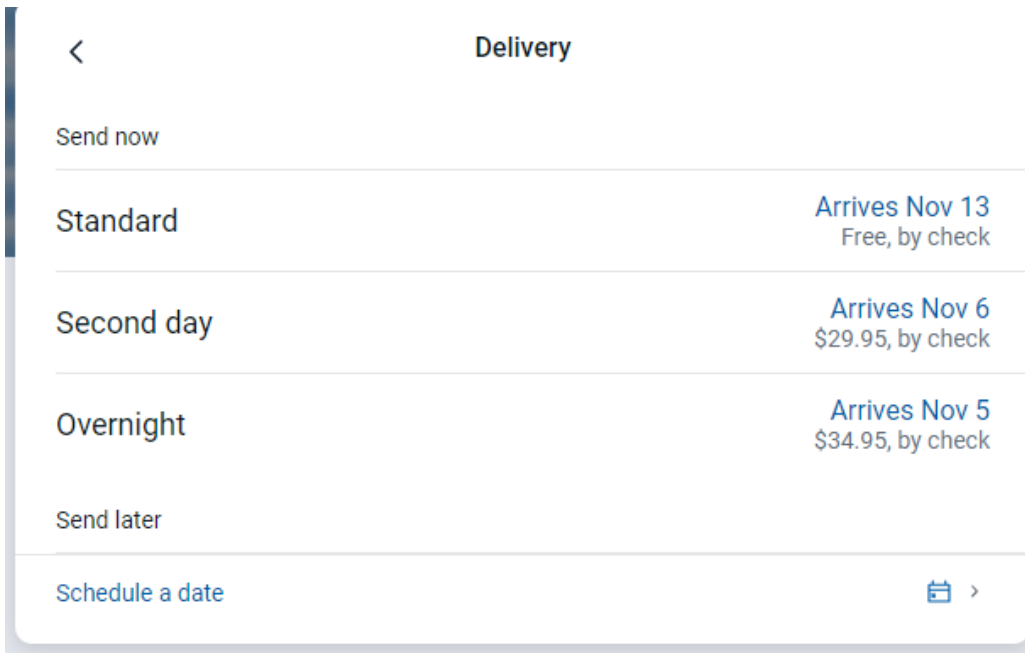 Delivery
Send now
Standard
Arrives Nov 13
Free, by check
Second day
Arrives Nov 6
$29.95, by check
Overnight
Arrives Nov 5
$34.95, by check
Send later
Schedule a date